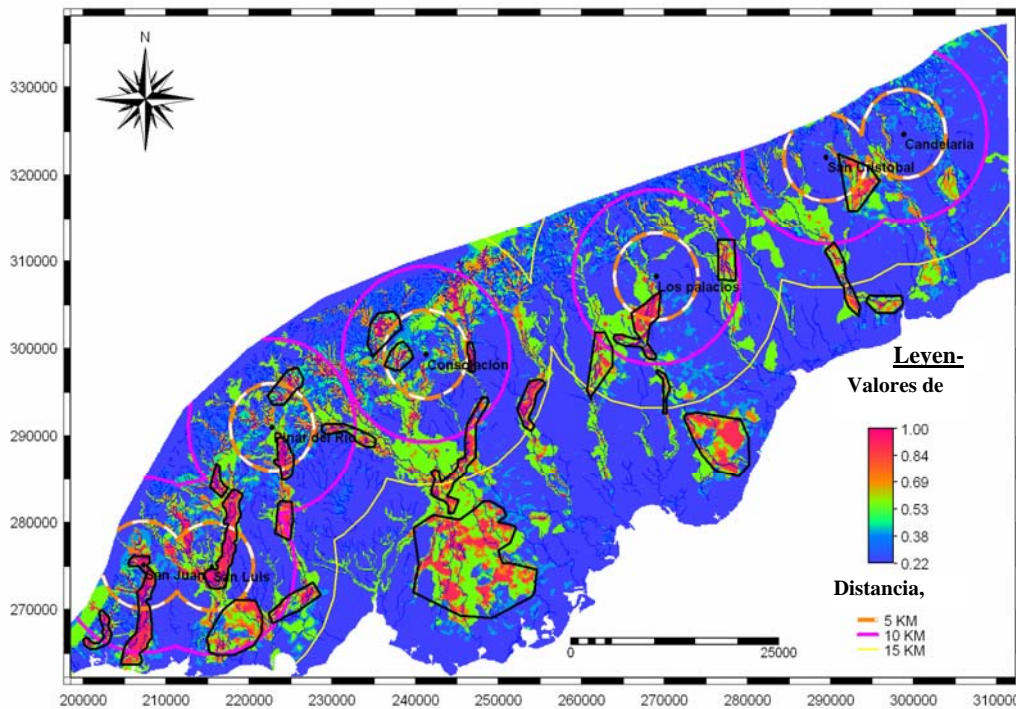 N
330000
320000
310000
300000
290000
280000
270000
Candelaria
San Cristóbal
Los palacios
Consolación
Pinar del Río
San Juan
San Luis
Leyen-
Valores de
1.00
0.84
0.69
0.53
0.38
0.22
Distancia,
5 KM
10 KM
15 KM
0 25000
200000 210000 220000 230000 240000 250000 260000 270000 280000 290000 300000 310000